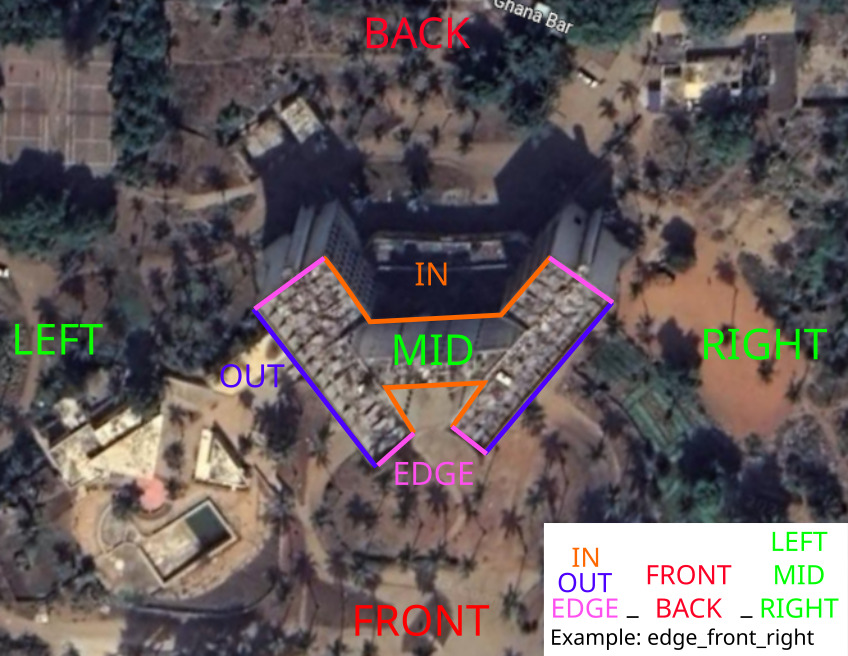 Ghana Bar
BACK
IN
LEFT
MID
RIGHT
OUT
EDGE
FRONT
LEFT
IN
OUT
FRONT
MID
EDGE _ BACK _ RIGHT
Example: edge_front_right